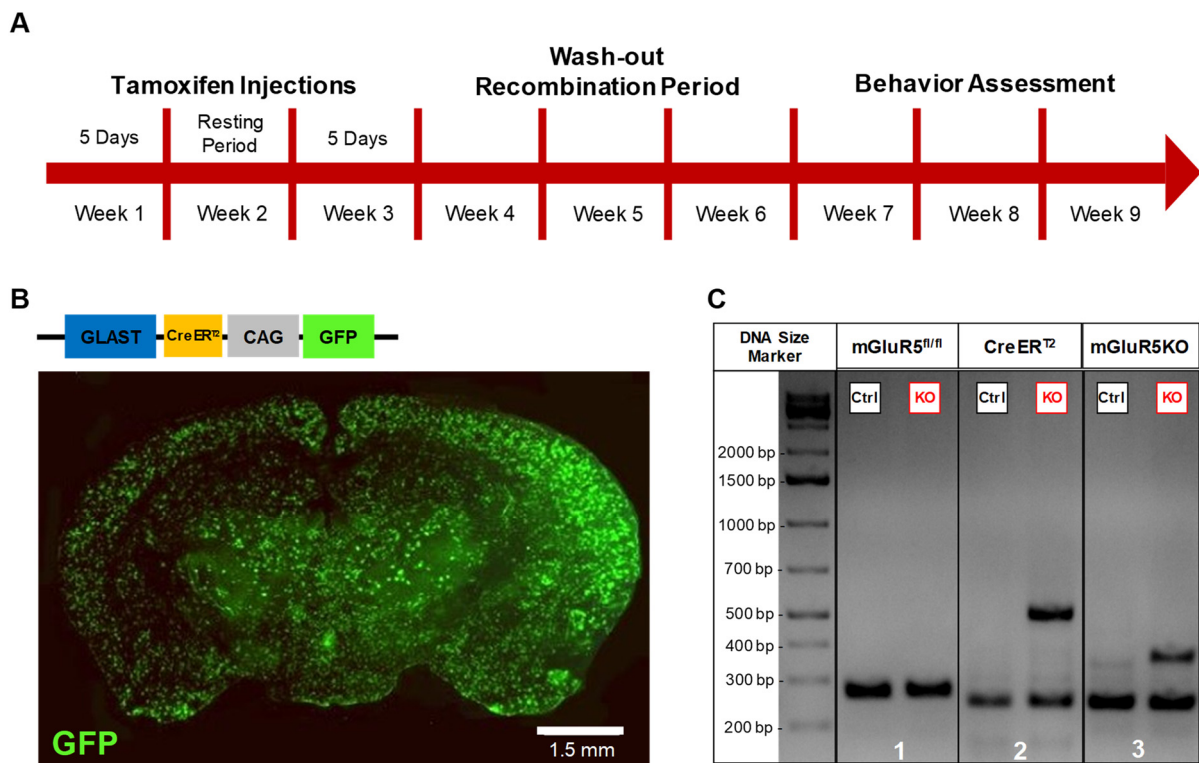 A
Tamoxifen Injections
Wash-out
Recombination Period
Behavior Assessment
5 Days
Resting
Period
5 Days
Week 1
Week 2
Week 3
Week 4
Week 5
Week 6
Week 7
Week 8
Week 9
B
GLAST
CreERT2
CAG
GFP
GFP
1.5 mm
C
DNA Size
Marker
mGluR5fl/fl
CreERT2
mGluR5KO
Ctrl
KO
Ctrl
KO
Ctrl
KO
2000 bp -
1500 bp -
1000 bp -
700 bp -
500 bp -
400 bp -
300 bp -
200 bp -
1
2
3